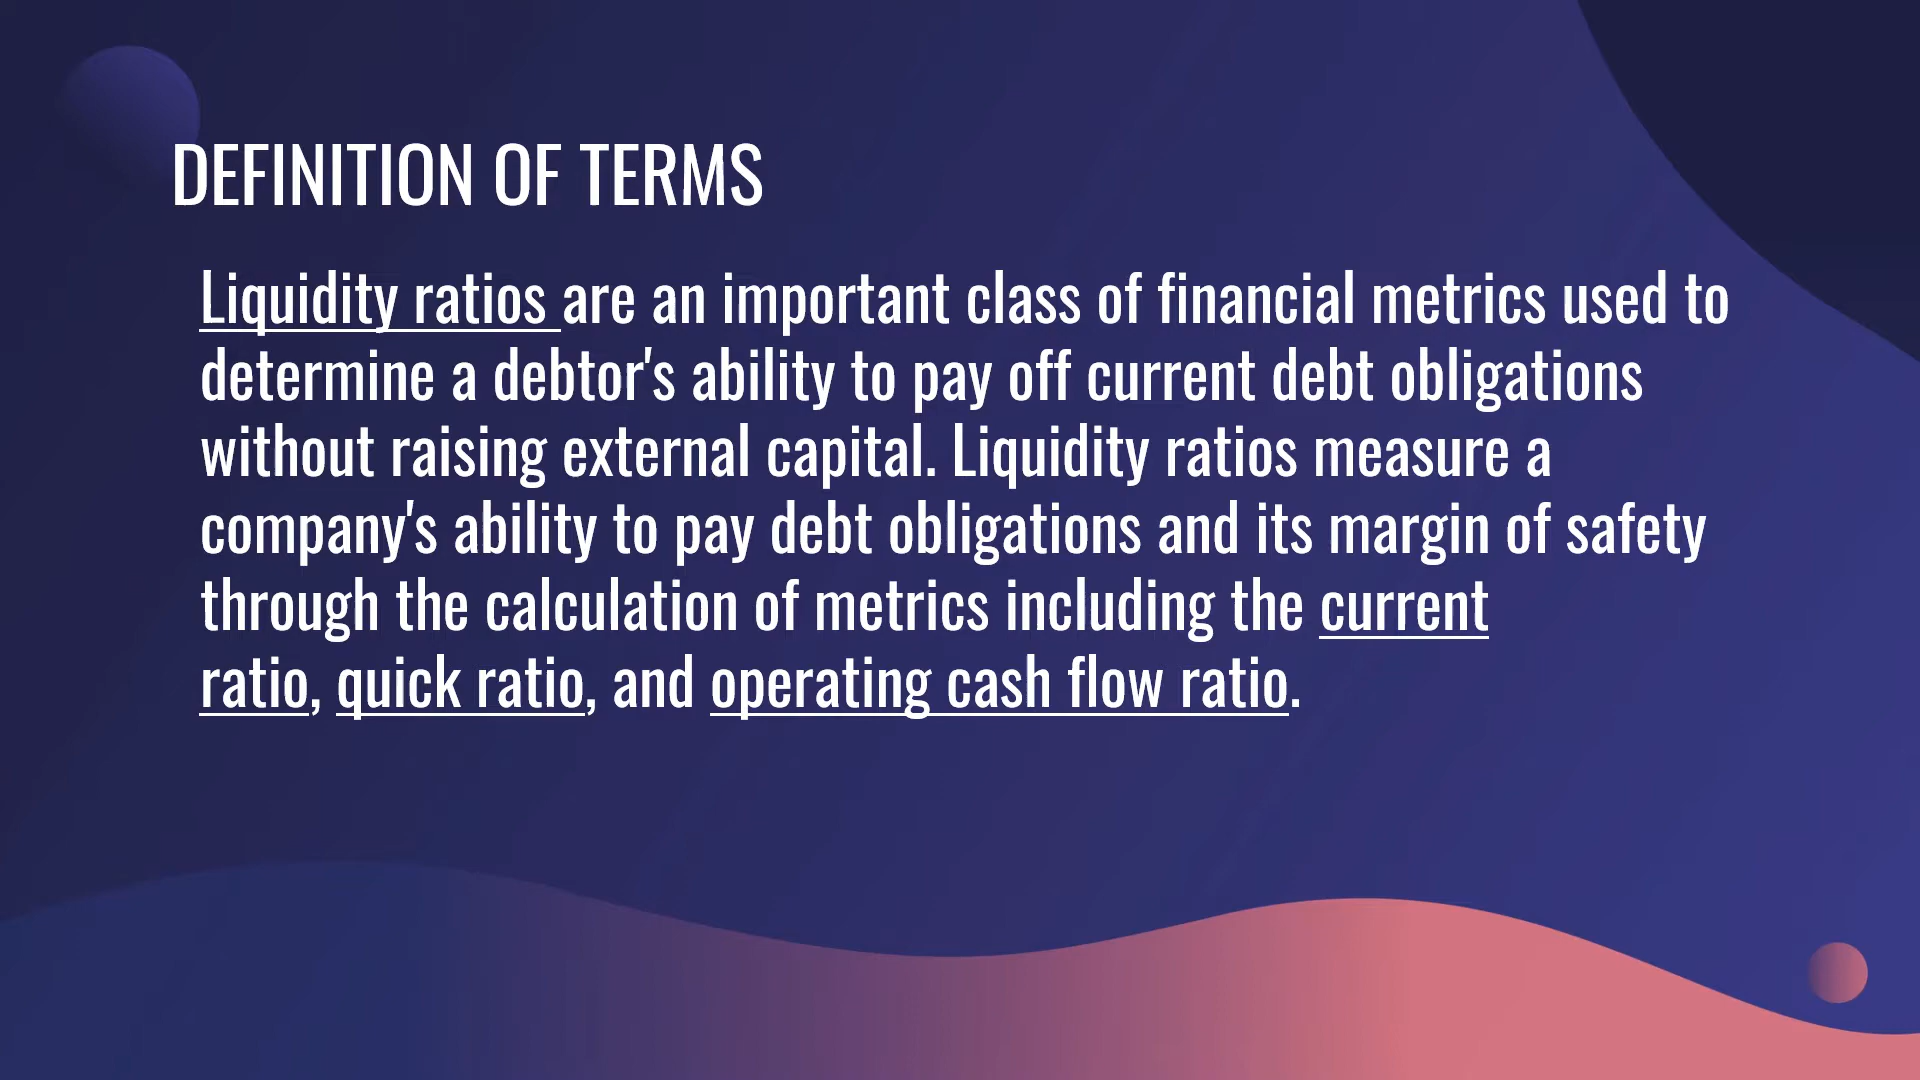 DEFINITION OF TERMS
Liquidity ratios are an important class of financial metrics used to
determine a debtor's ability to pay off current debt obligations
without raising external capital. Liquidity ratios measure a
company's ability to pay debt obligations and its margin of safety
through the calculation of metrics including the current
ratio, quick ratio, and operating cash flow ratio.